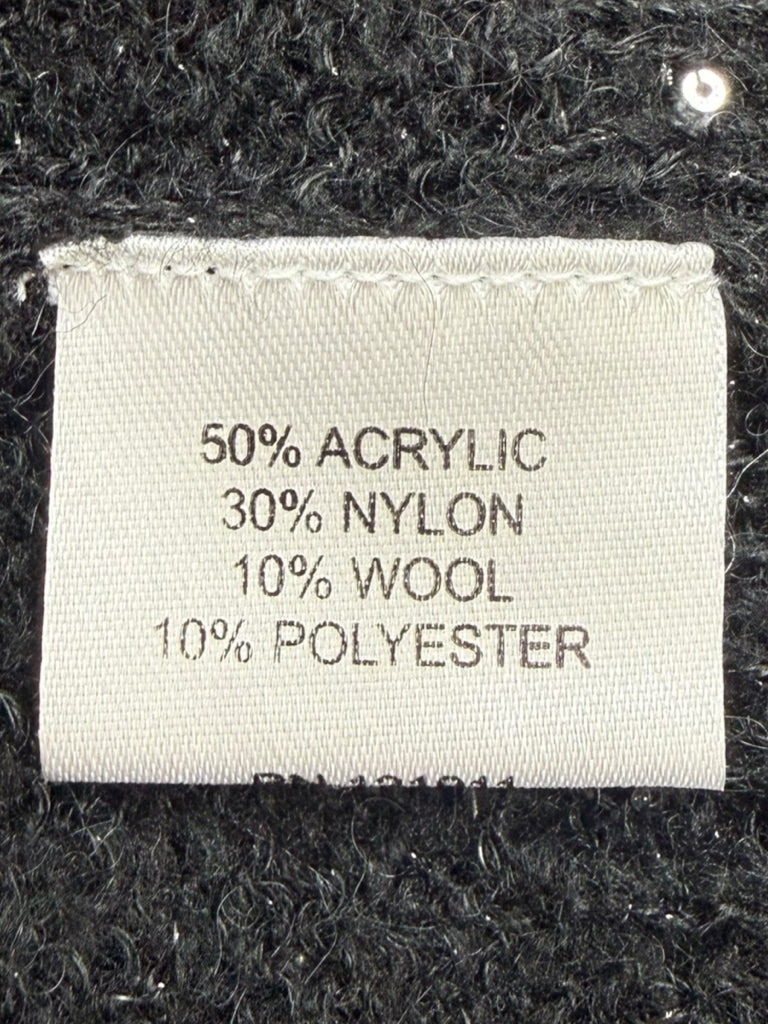 50% ACRYLIC
30% NYLON
10% WOOL
10% POLYESTER